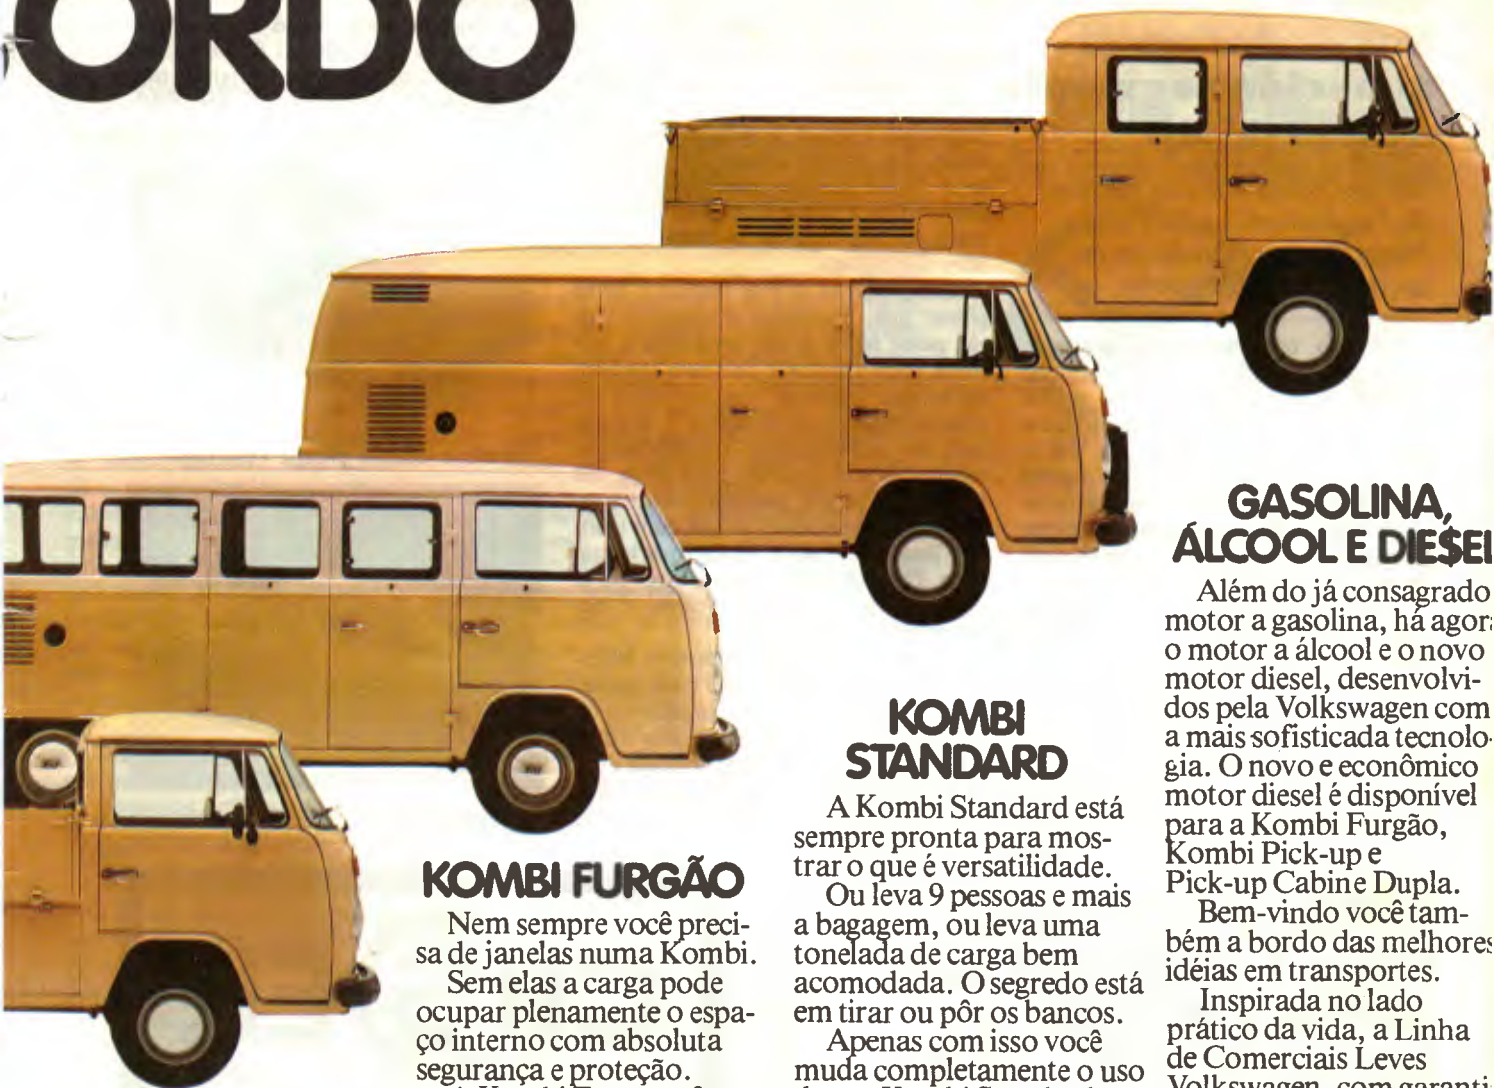 ORDO
KOMBI FURGÃO
Nem sempre você preci-
sa de janelas numa Kombi.
Sem elas a carga pode
ocupar plenamente o espa-
ço interno com absoluta
segurança e proteção.
KOMBI
STANDARD
A Kombi Standard está
sempre pronta para mos-
trar o que é versatilidade.
Ou leva 9 pessoas e mais
a bagagem, ou leva uma
tonelada de carga bem
acomodada. O segredo está
em tirar ou pôr os bancos.
Apenas com isso você
muda completamente o uso
GASOLINA,
ÁLCOOL E DIE$EL
Além do já consagrado
motor a gasolina, há agora
o motor a álcool e o novo
motor diesel, desenvolvi-
dos pela Volkswagen com
a mais sofisticada tecnolo-
gia. O novo e econômico
motor diesel é disponível
para a Kombi Furgão,
Kombi Pick-up e
Pick-up Cabine Dupla.
Bem-vindo você tam-
bém a bordo das melhores
idéias em transportes.
Inspirada no lado
prático da vida, a Linha
de Comerciais Leves
Volkswagen, com garanti